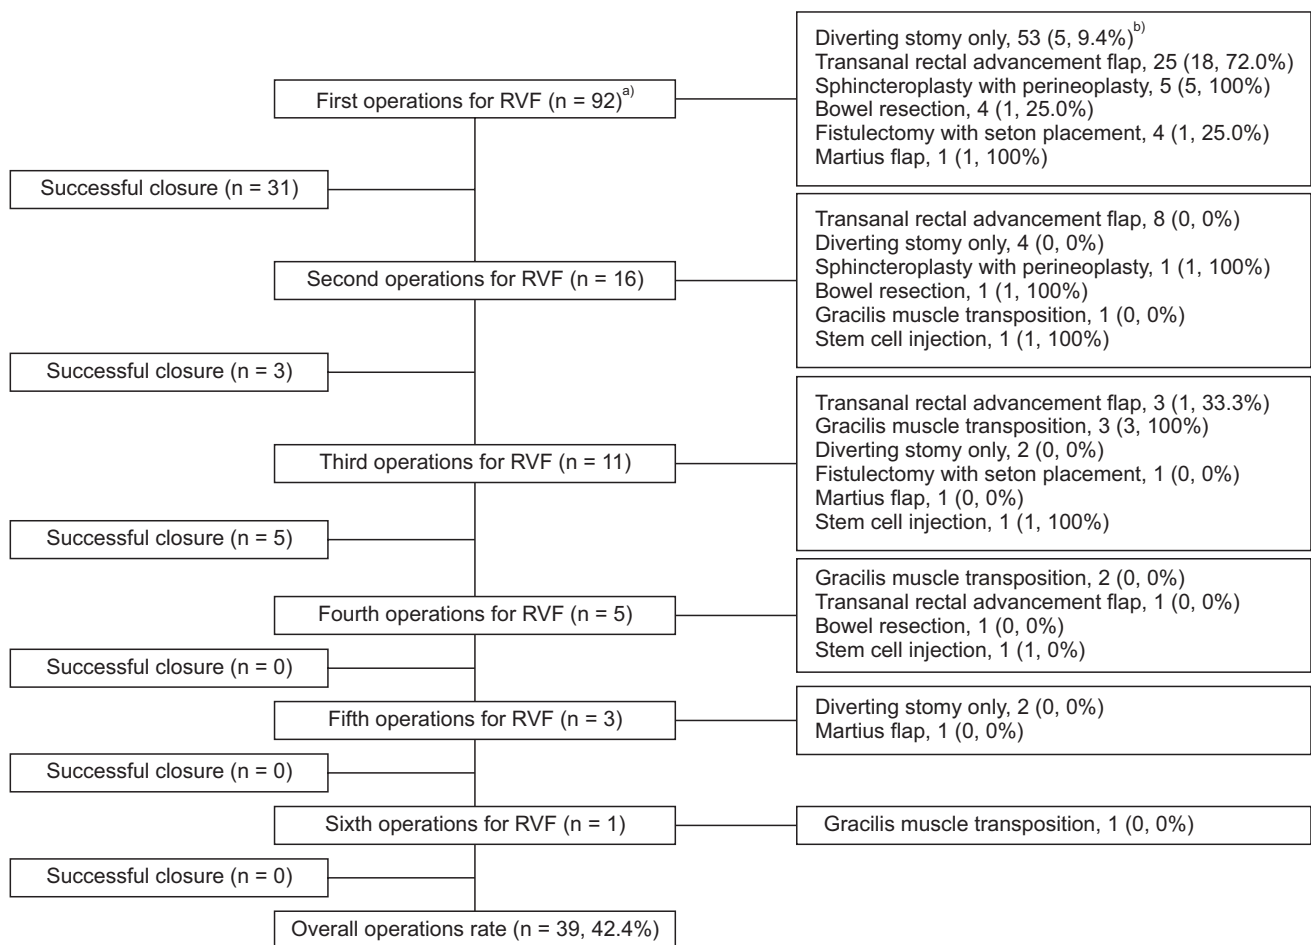 First operations for RVF (n = 92)a)
Diverting stomy only, 53 (5, 9.4%)b)
Transanal rectal advancement flap, 25 (18, 72.0%)
Sphincteroplasty with perineoplasty, 5 (5, 100%)
Bowel resection, 4 (1, 25.0%)
Fistulectomy with seton placement, 4 (1, 25.0%)
Martius flap, 1 (1, 100%)
Successful closure (n = 31)
Second operations for RVF (n = 16)
Transanal rectal advancement flap, 8 (0, 0%)
Diverting stomy only, 4 (0, 0%)
Sphincteroplasty with perineoplasty, 1 (1, 100%)
Bowel resection, 1 (1, 100%)
Gracilis muscle transposition, 1 (0, 0%)
Stem cell injection, 1 (1, 100%)
Successful closure (n = 3)
Third operations for RVF (n = 11)
Transanal rectal advancement flap, 3 (1, 33.3%)
Gracilis muscle transposition, 3 (3, 100%)
Diverting stomy only, 2 (0, 0%)
Fistulectomy with seton placement, 1 (0, 0%)
Martius flap, 1 (0, 0%)
Stem cell injection, 1 (1, 100%)
Successful closure (n = 5)
Fourth operations for RVF (n = 5)
Gracilis muscle transposition, 2 (0, 0%)
Transanal rectal advancement flap, 1 (0, 0%)
Bowel resection, 1 (0, 0%)
Stem cell injection, 1 (1, 0%)
Successful closure (n = 0)
Fifth operations for RVF (n = 3)
Diverting stomy only, 2 (0, 0%)
Martius flap, 1 (0, 0%)
Successful closure (n = 0)
Sixth operations for RVF (n = 1)
Gracilis muscle transposition, 1 (0, 0%)
Successful closure (n = 0)
Overall operations rate (n = 39, 42.4%)